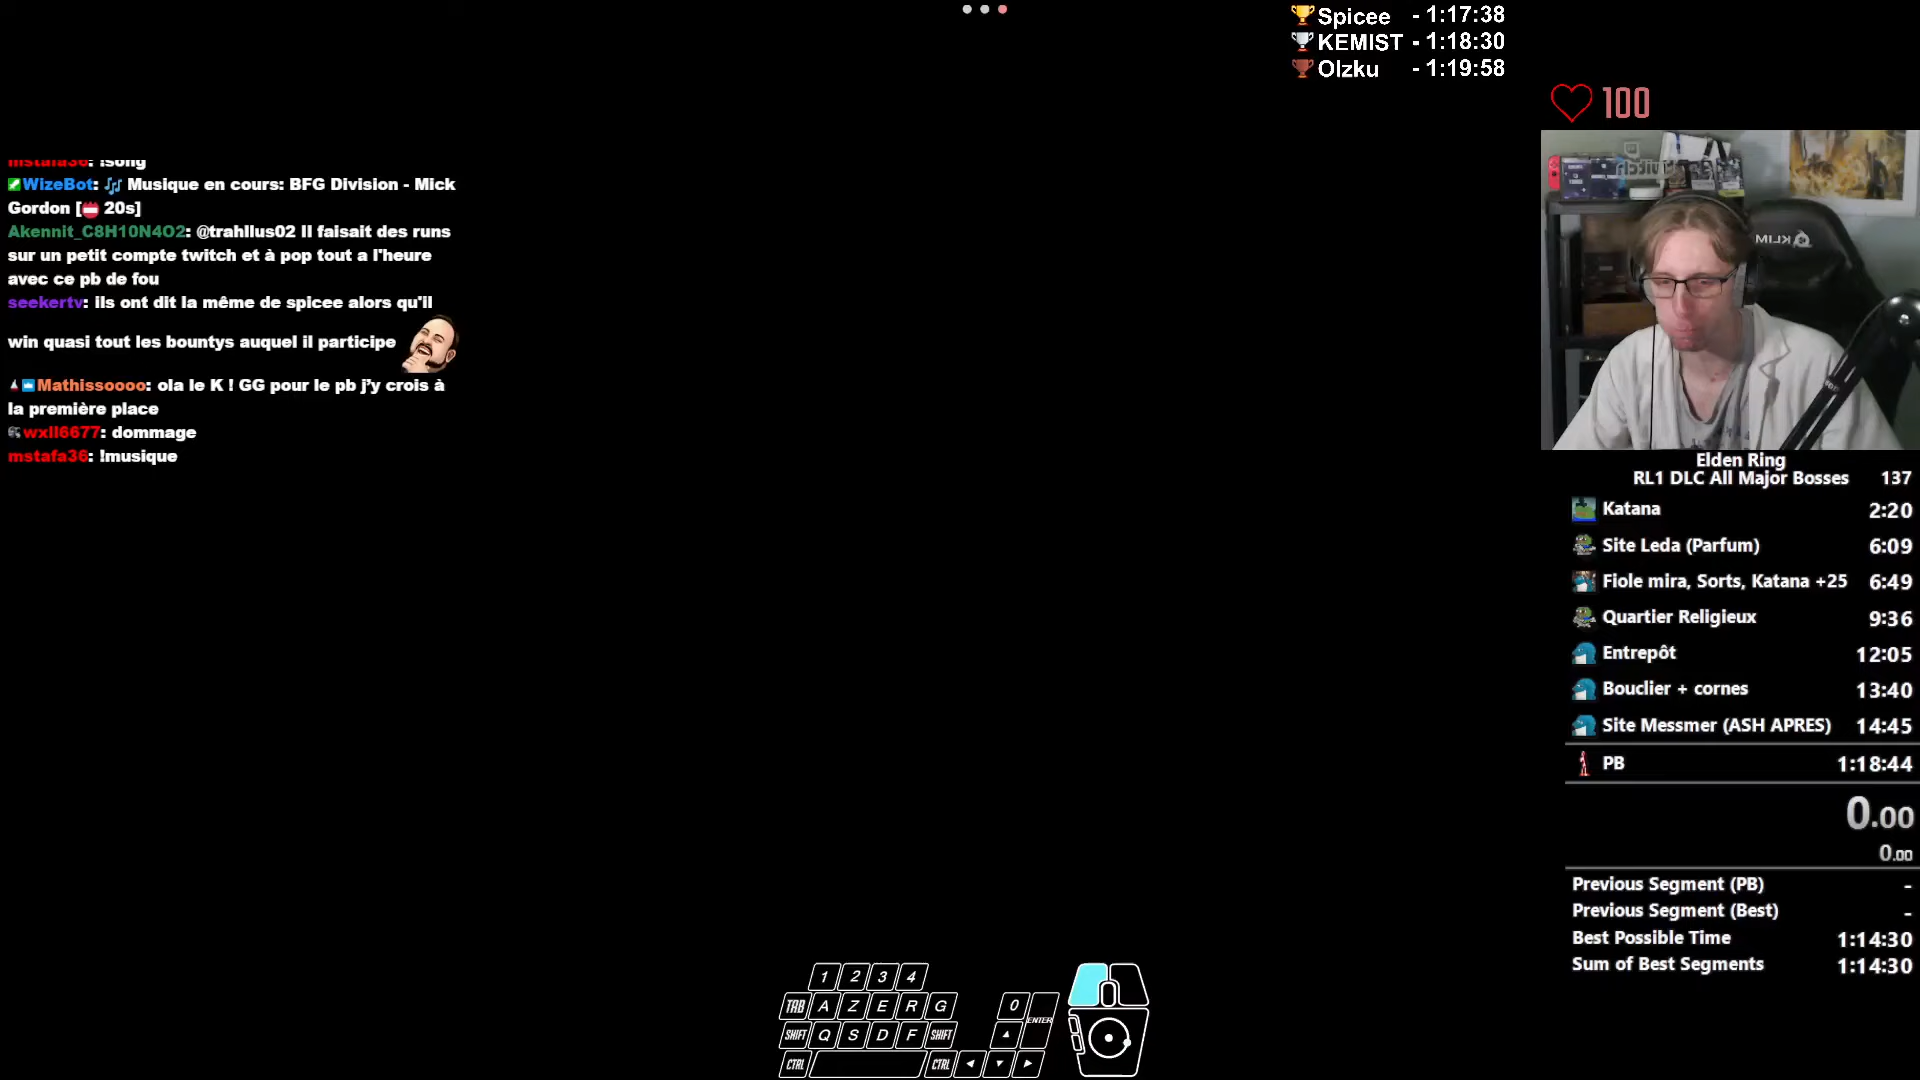 Spicee - 1:17:38
KEMIST - 1:18:30
Olzku - 1:19:58
100
mstafa36: !song
WizeBot: 🎶 Musique en cours: BFG Division - Mick
Gordon [📛 20s]
Akennit_C8H10N4O2: @trahllus02 Il faisait des runs
sur un petit compte twitch et à pop tout a l'heure
avec ce pb de fou
seekertv: ils ont dit la même de spicee alors qu'il
win quasi tout les bountys auquel il participe
Mathissoooo: ola le K ! GG pour le pb j'y crois à
la première place
wxll6677: dommage
mstafa36: !musique
twitch
KLIM
Elden Ring
RL1 DLC All Major Bosses 137
Katana 2:20
Site Leda (Parfum) 6:09
Fiole mira, Sorts, Katana +25 6:49
Quartier Religieux 9:36
Entrepôt 12:05
Bouclier + cornes 13:40
Site Messmer (ASH APRES) 14:45
PB 1:18:44
0.00
0.00
Previous Segment (PB) -
Previous Segment (Best) -
Best Possible Time 1:14:30
Sum of Best Segments 1:14:30
1 2 3 4
TAB A Z E R G 0 ENTER
SHIFT Q S D F SHIFT ▲
CTRL CTRL ◄ ▼ ►